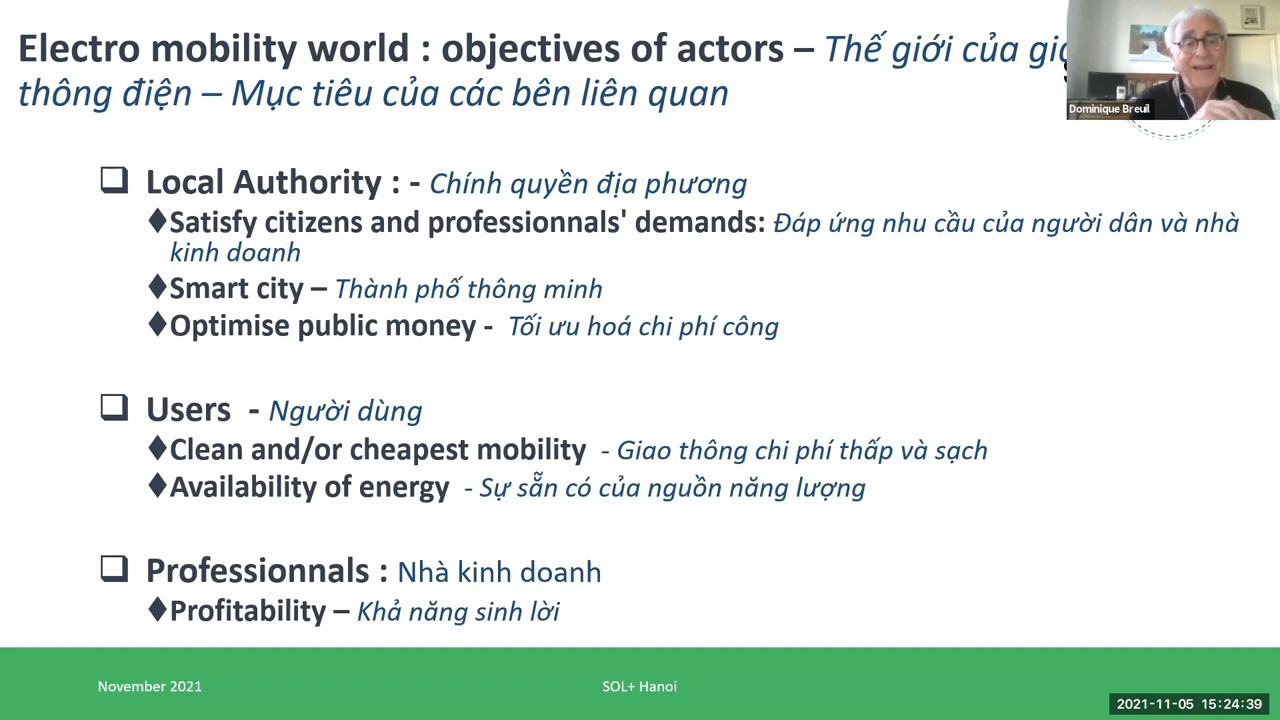 Electro mobility world : objectives of actors – Thế giới của
thông điện – Mục tiêu của các bên liên quan
Dominique Breuil
❑ Local Authority : - Chính quyền địa phương
♦Satisfy citizens and professionnals' demands: Đáp ứng nhu cầu của người dân và nhà
kinh doanh
♦Smart city – Thành phố thông minh
♦Optimise public money - Tối ưu hoá chi phí công
❑ Users - Người dùng
♦Clean and/or cheapest mobility - Giao thông chi phí thấp và sạch
♦Availability of energy - Sự sẵn có của nguồn năng lượng
❑ Professionnals : Nhà kinh doanh
♦Profitability – Khả năng sinh lời
November 2021
SOL+ Hanoi
2021-11-05 15:24:39